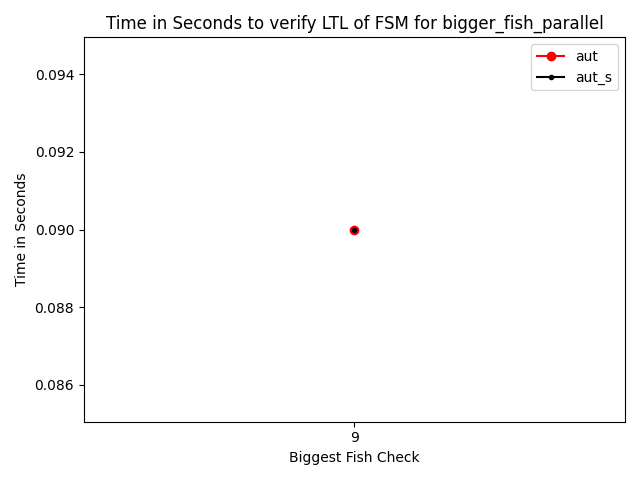 Time in Seconds to verify LTL of FSM for bigger_fish_parallel
aut
aut_s
0.094
0.092
0.090
0.088
0.086
Time in Seconds
9
Biggest Fish Check